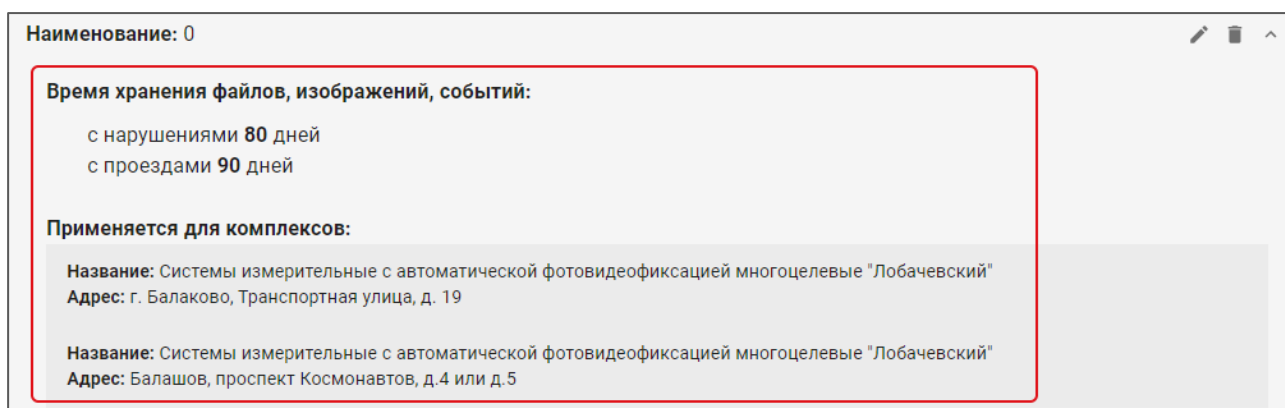 Наименование: 0
Время хранения файлов, изображений, событий:
с нарушениями 80 дней
с проездами 90 дней
Применяется для комплексов:
Название: Системы измерительные с автоматической фотовидеофиксацией многоцелевые "Лобачевский"
Адрес: г. Балаково, Транспортная улица, д. 19
Название: Системы измерительные с автоматической фотовидеофиксацией многоцелевые "Лобачевский"
Адрес: Балашов, проспект Космонавтов, д.4 или д.5